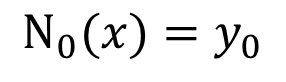 N₀(x) = y₀